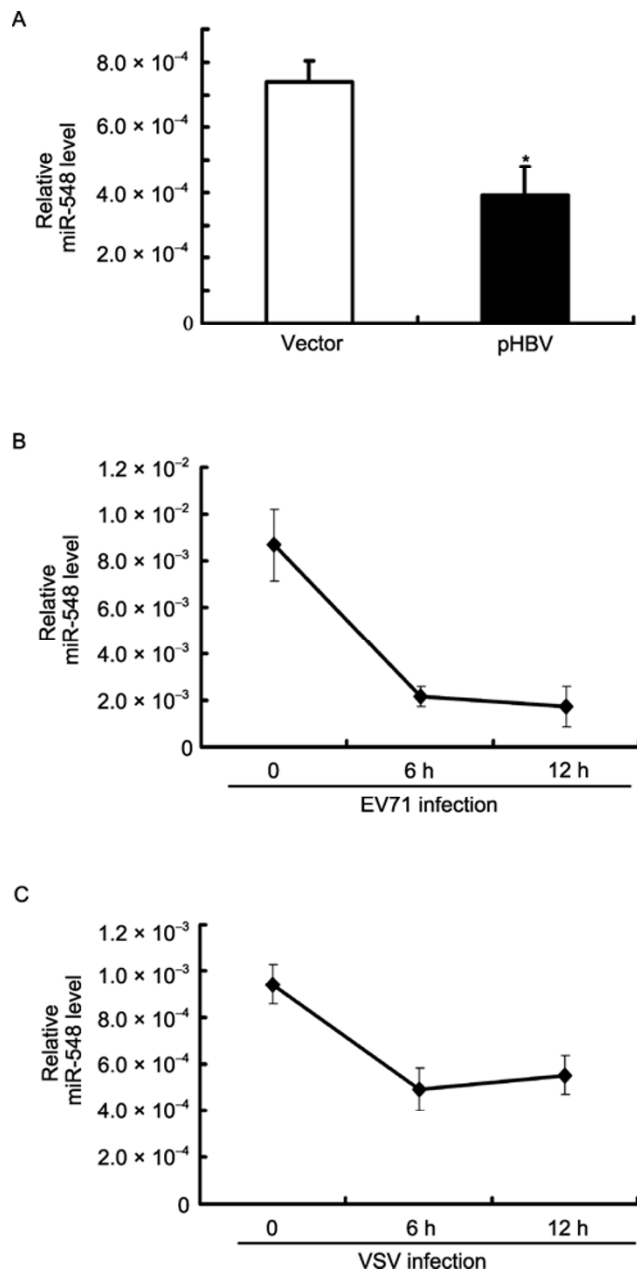 A
Relative
miR-548 level
8.0 × 10⁻⁴
6.0 × 10⁻⁴
4.0 × 10⁻⁴
2.0 × 10⁻⁴
0
*
Vector pHBV
B
Relative
miR-548 level
1.2 × 10⁻²
1.0 × 10⁻²
8.0 × 10⁻³
6.0 × 10⁻³
4.0 × 10⁻³
2.0 × 10⁻³
0
0 6 h 12 h
EV71 infection
C
Relative
miR-548 level
1.2 × 10⁻³
1.0 × 10⁻³
8.0 × 10⁻⁴
6.0 × 10⁻⁴
4.0 × 10⁻⁴
2.0 × 10⁻⁴
0
0 6 h 12 h
VSV infection